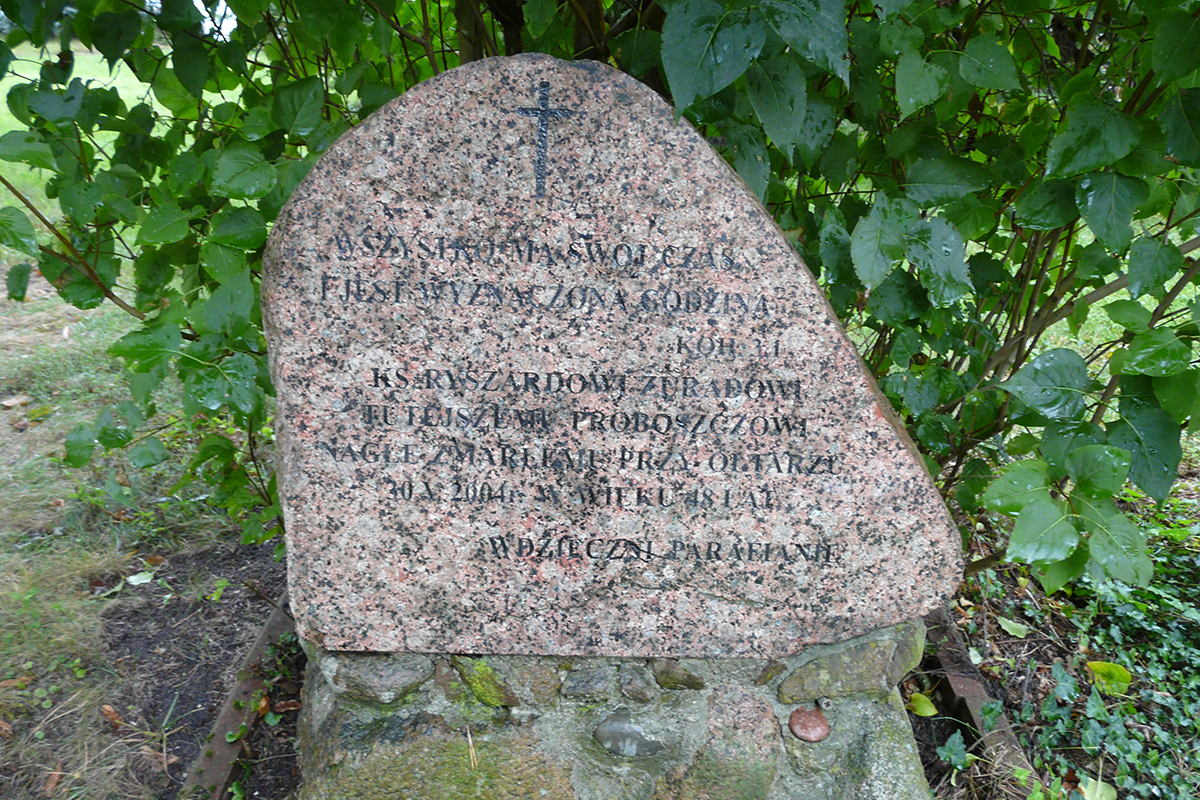 „WSZYSTKO MA SWÓJ CZAS
I JEST WYZNACZONA GODZINA”
KOH. 3.1.
KS. RYSZARDOWI ŻURADOWI
TUTEJSZEMU PROBOSZCZOWI
NAGLE ZMARŁEMU PRZY OŁTARZU
V. 2004r. W WIEKU 48 LAT
WDZIĘCZNI PARAFIANIE